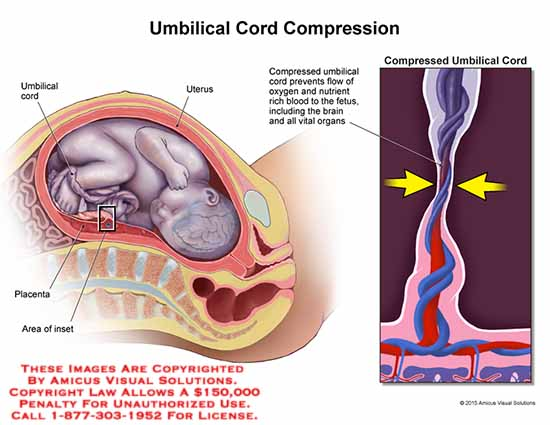 Umbilical Cord Compression
Umbilical
cord
Uterus
Compressed umbilical
cord prevents flow of
oxygen and nutrient
rich blood to the fetus,
including the brain
and all vital organs
Compressed Umbilical Cord
Placenta
Area of inset
THESE IMAGES ARE COPYRIGHTED
BY AMICUS VISUAL SOLUTIONS.
COPYRIGHT LAW ALLOWS A $150,000
PENALTY FOR UNAUTHORIZED USE.
CALL 1-877-303-1952 FOR LICENSE.
© 2015 Amicus Visual Solutions